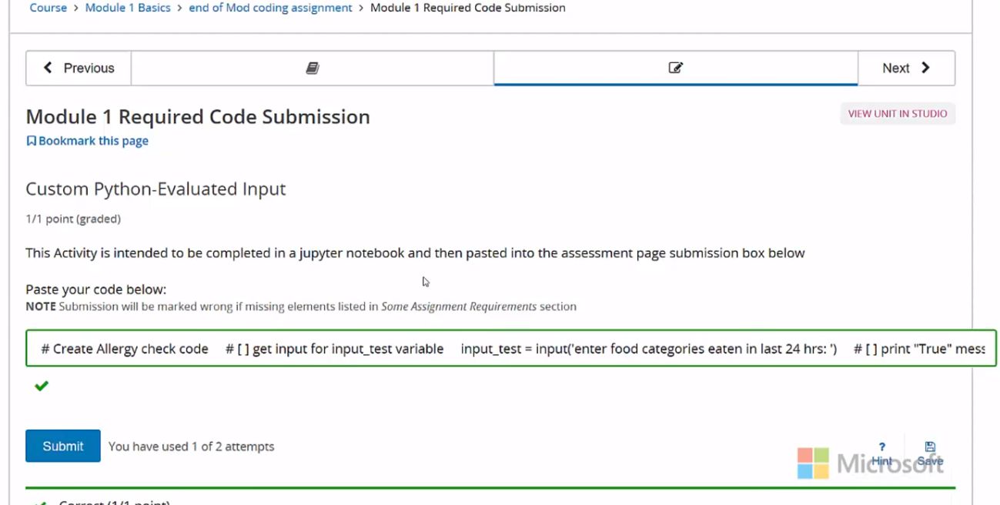 Course > Module 1 Basics > end of Mod coding assignment > Module 1 Required Code Submission
Previous
Next
Module 1 Required Code Submission
VIEW UNIT IN STUDIO
Bookmark this page
Custom Python-Evaluated Input
1/1 point (graded)
This Activity is intended to be completed in a jupyter notebook and then pasted into the assessment page submission box below
Paste your code below:
NOTE Submission will be marked wrong if missing elements listed in Some Assignment Requirements section
# Create Allergy check code # [ ] get input for input_test variable input_test = input('enter food categories eaten in last 24 hrs: ') # [ ] print "True" mess
Submit
You have used 1 of 2 attempts
? Hint
Save
Microsoft
Correct (1/1 point)